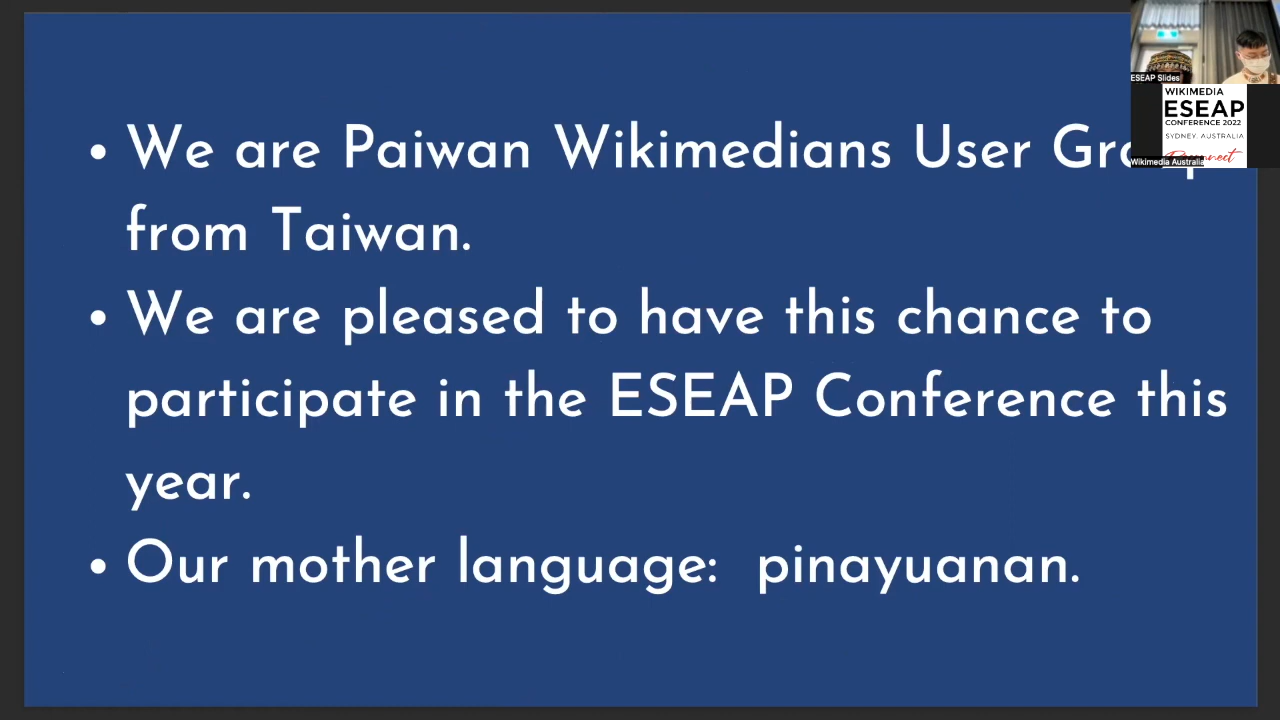 • We are Paiwan Wikimedians User
from Taiwan.
• We are pleased to have this chance to
participate in the ESEAP Conference this
year.
• Our mother language:  pinayuanan.
ESEAP Slides
WIKIMEDIA
ESEAP
CONFERENCE 2022
SYDNEY, AUSTRALIA
Wikimedia Australia